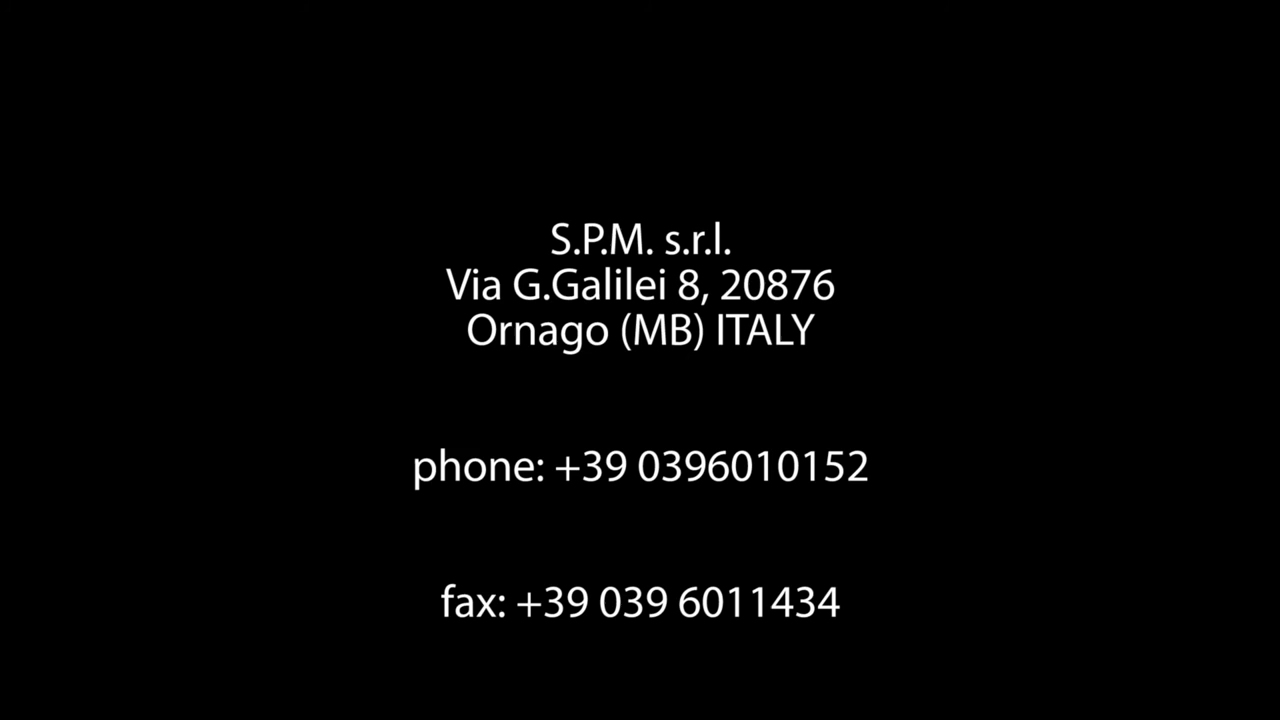 S.P.M. s.r.l.
Via G.Galilei 8, 20876
Ornago (MB) ITALY
phone: +39 0396010152
fax: +39 039 6011434